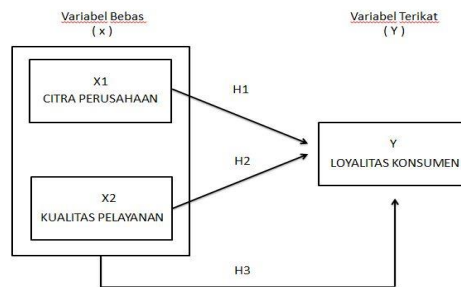 Variabel Bebas
( x )
Variabel Terikat
( Y )
X1
CITRA PERUSAHAAN
H1
Y
LOYALITAS KONSUMEN
H2
X2
KUALITAS PELAYANAN
H3